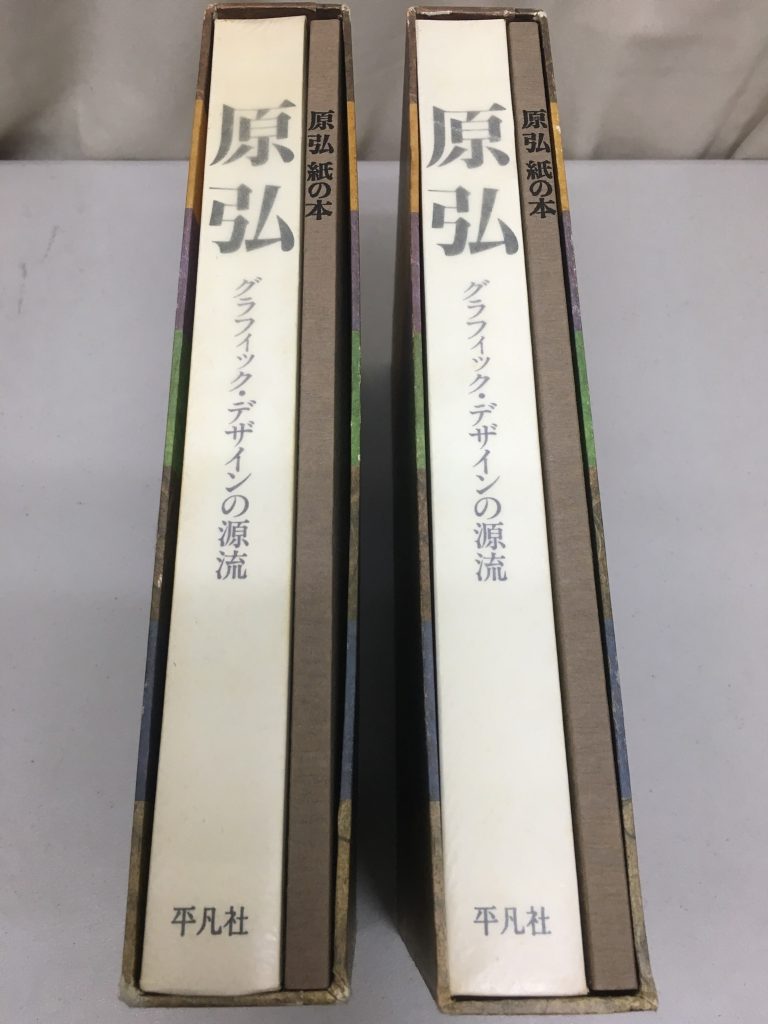 原弘
グラフィック・デザインの源流
平凡社
原弘 紙の本
原弘
グラフィック・デザインの源流
平凡社
原弘 紙の本